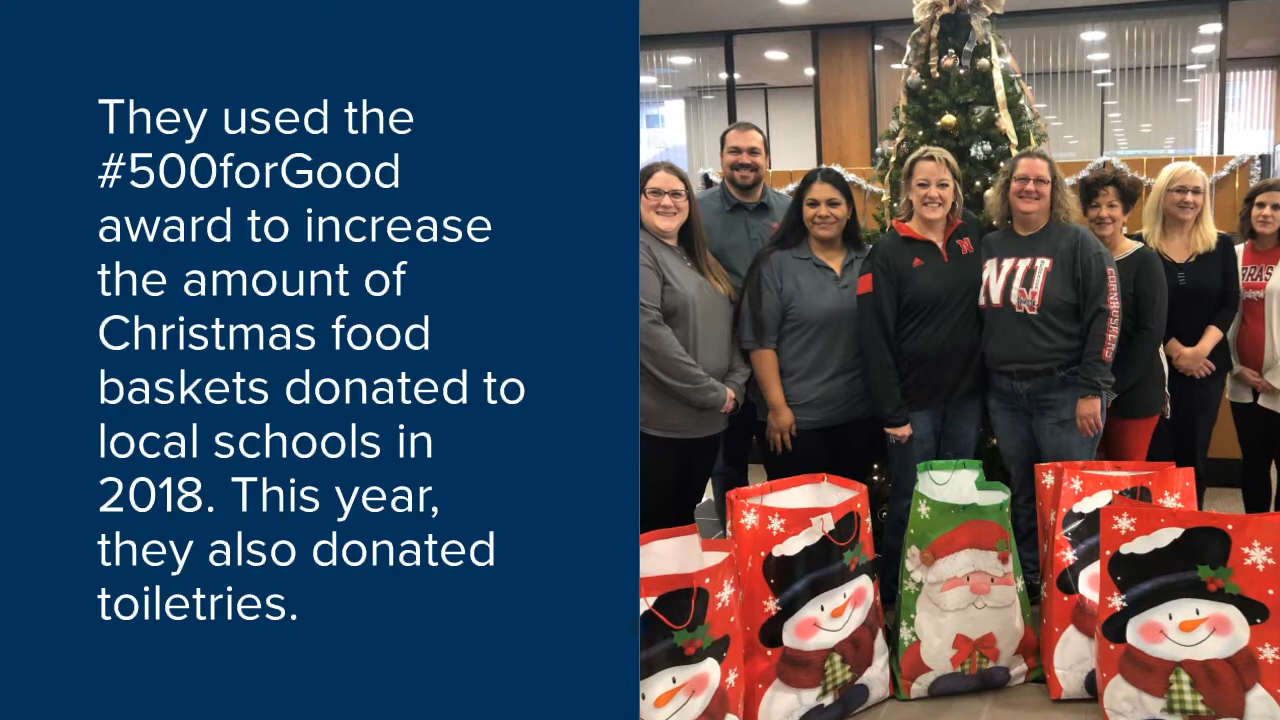 They used the
#500forGood
award to increase
the amount of
Christmas food
baskets donated to
local schools in
2018. This year,
they also donated
toiletries.
N
NU
N
CORNHUSKERS
BRAS